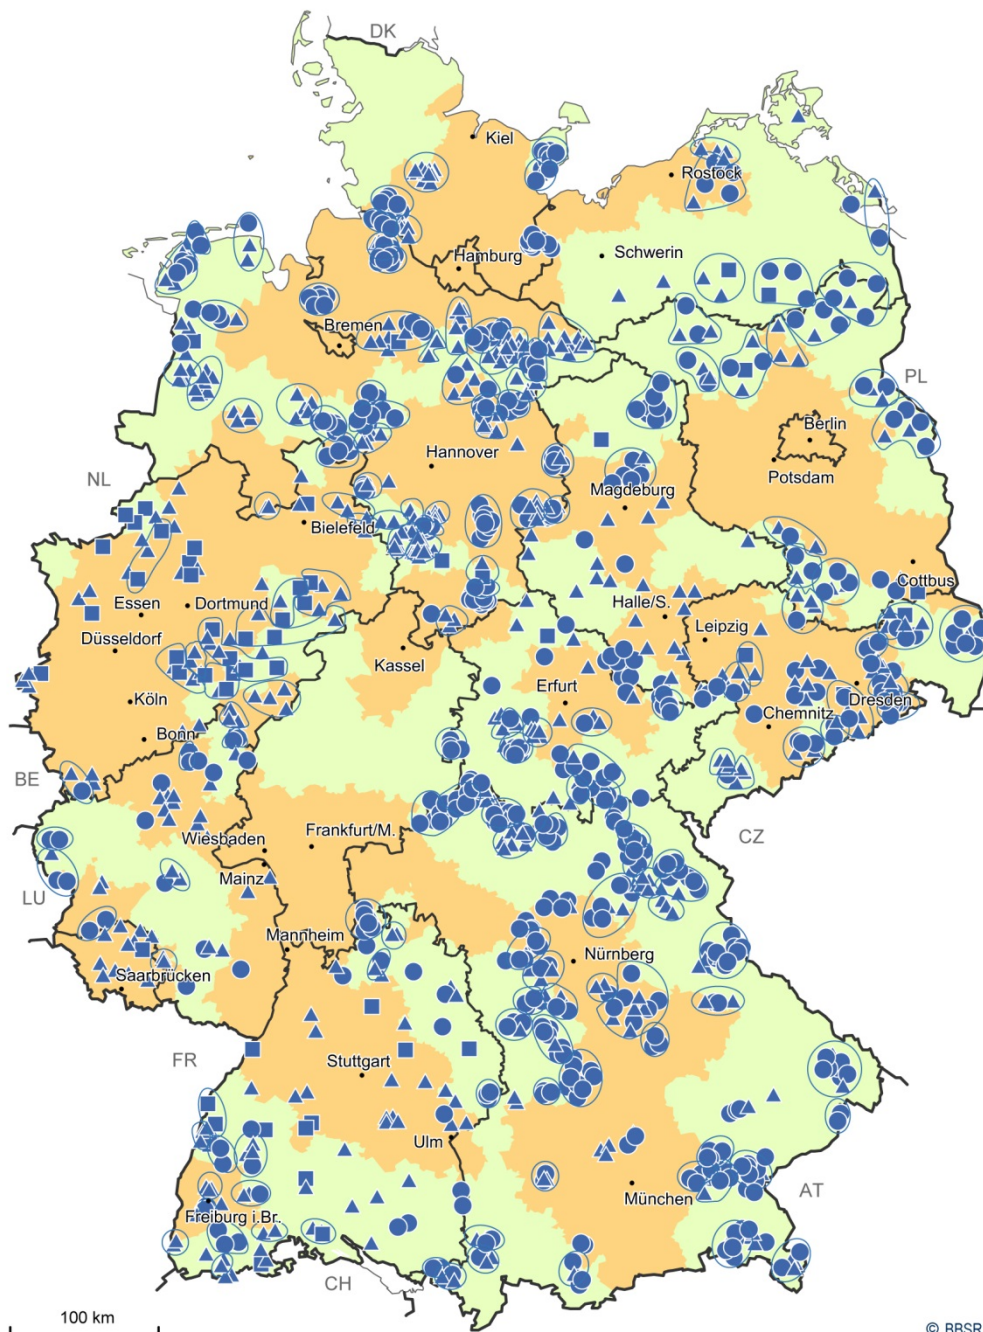 DK
Kiel
Rostock
Schwerin
Hamburg
Bremen
PL
Berlin
Hannover
Potsdam
NL
Magdeburg
Bielefeld
Cottbus
Essen
Dortmund
Halle/S.
Leipzig
Düsseldorf
Kassel
Erfurt
Dresden
Köln
Chemnitz
Bonn
BE
Wiesbaden
Frankfurt/M.
CZ
Mainz
LU
Mannheim
Nürnberg
Saarbrücken
FR
Stuttgart
Ulm
München
AT
Freiburg i.Br.
CH
100 km
© BBSR